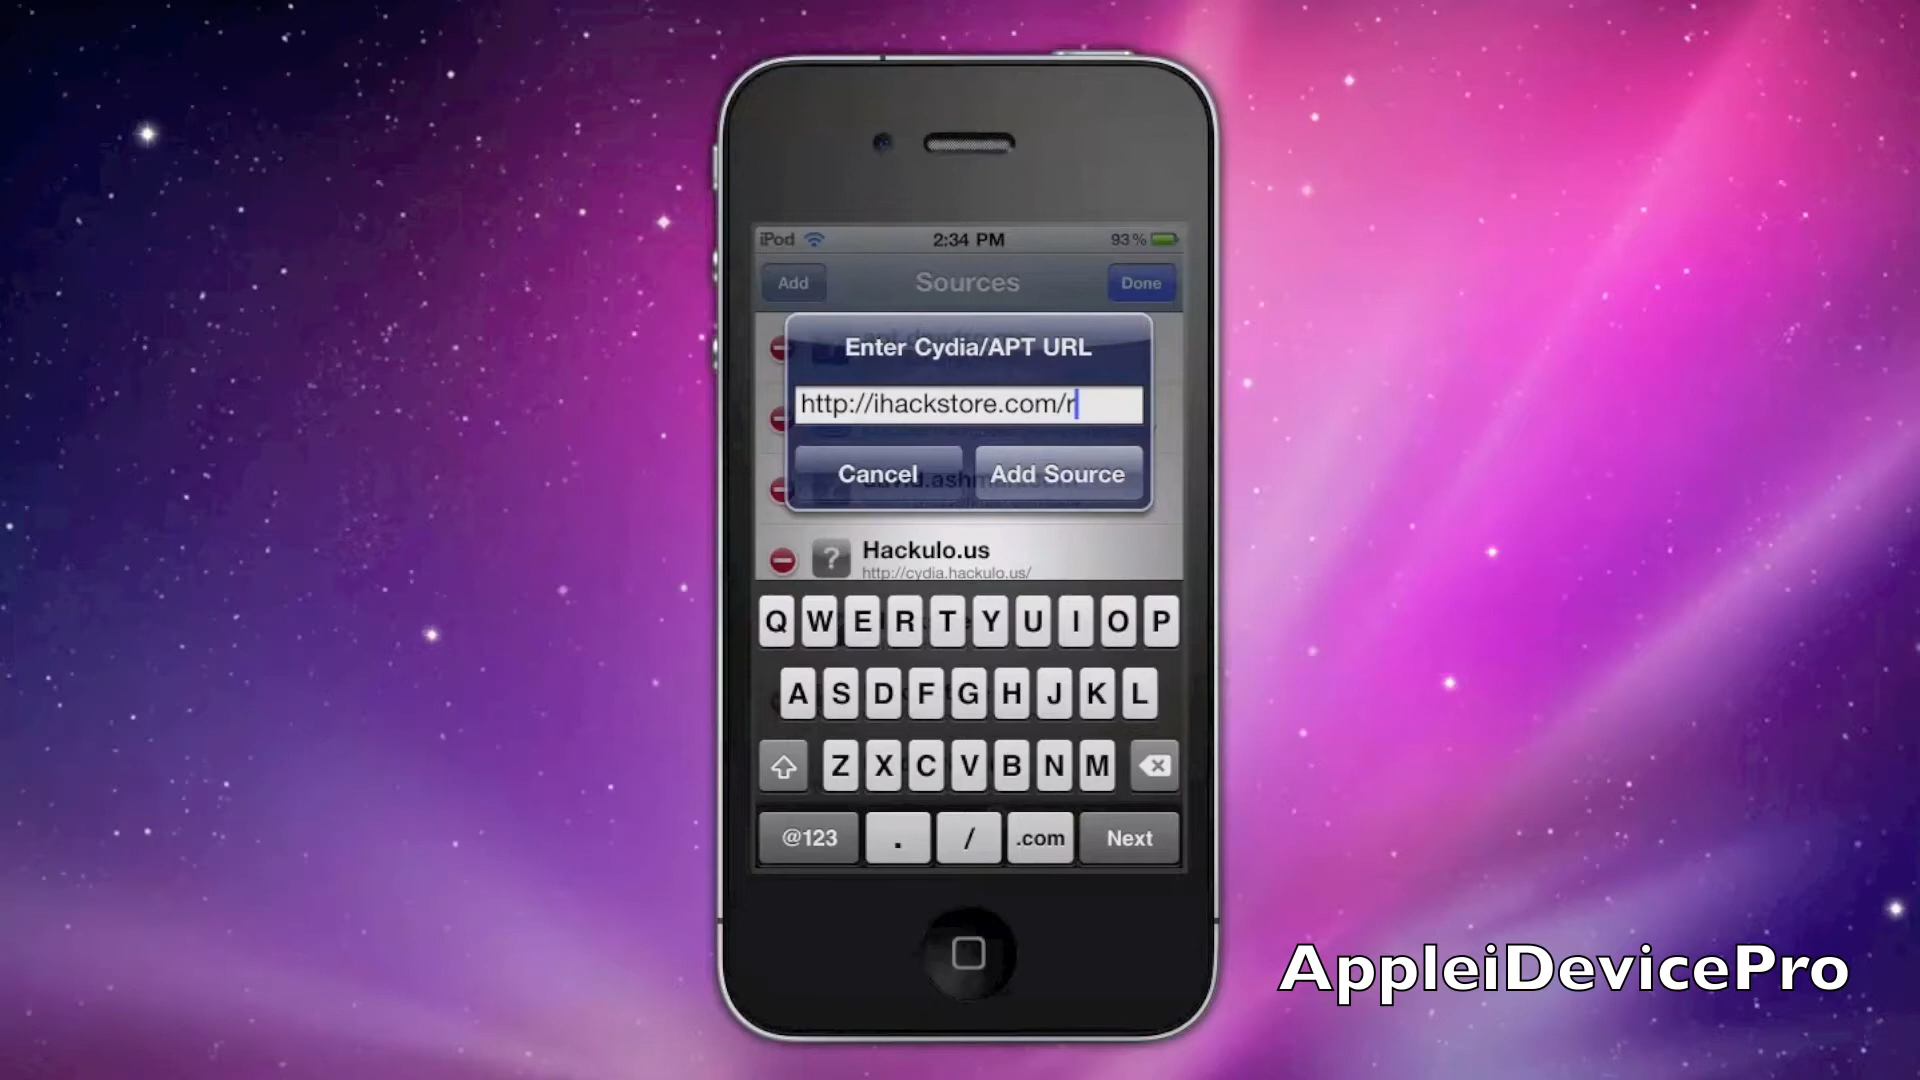 iPod 2:34 PM 93%
Add Sources Done
Enter Cydia/APT URL
http://ihackstore.com/r
Cancel Add Source
Hackulo.us
http://cydia.hackulo.us/
Q W E R T Y U I O P
A S D F G H J K L
Z X C V B N M
@123 . / .com Next
AppleiDevicePro